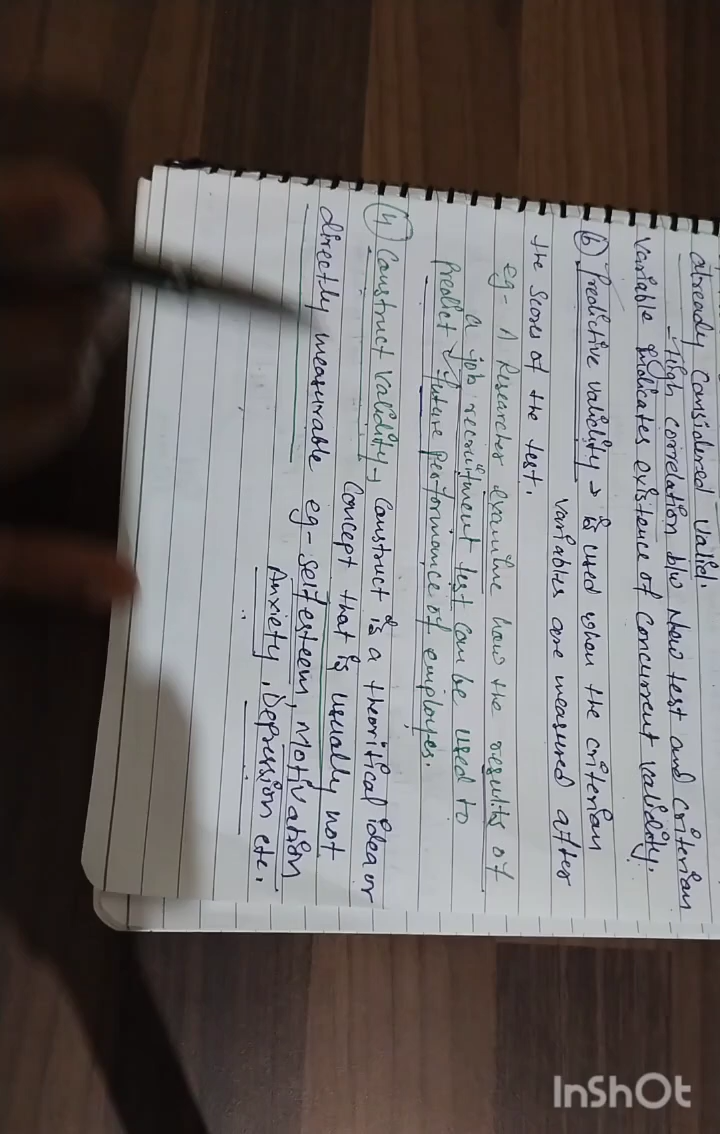 already considered valid.
- High correlation b/w New test and criterian
variable indicates existence of concurrent validity.
(b) Predictive validity → is used when the criterian
variables are measured after
the scores of the test.
eg - A Researcher examine how the results of
a job recruitment test can be used to
predict future performance of employees.
(4) Construct validity → Construct is a theoritical idea or
concept that is usually not
directly measurable eg - self esteem, Motivation
Anxiety, Depression etc.
InShOt